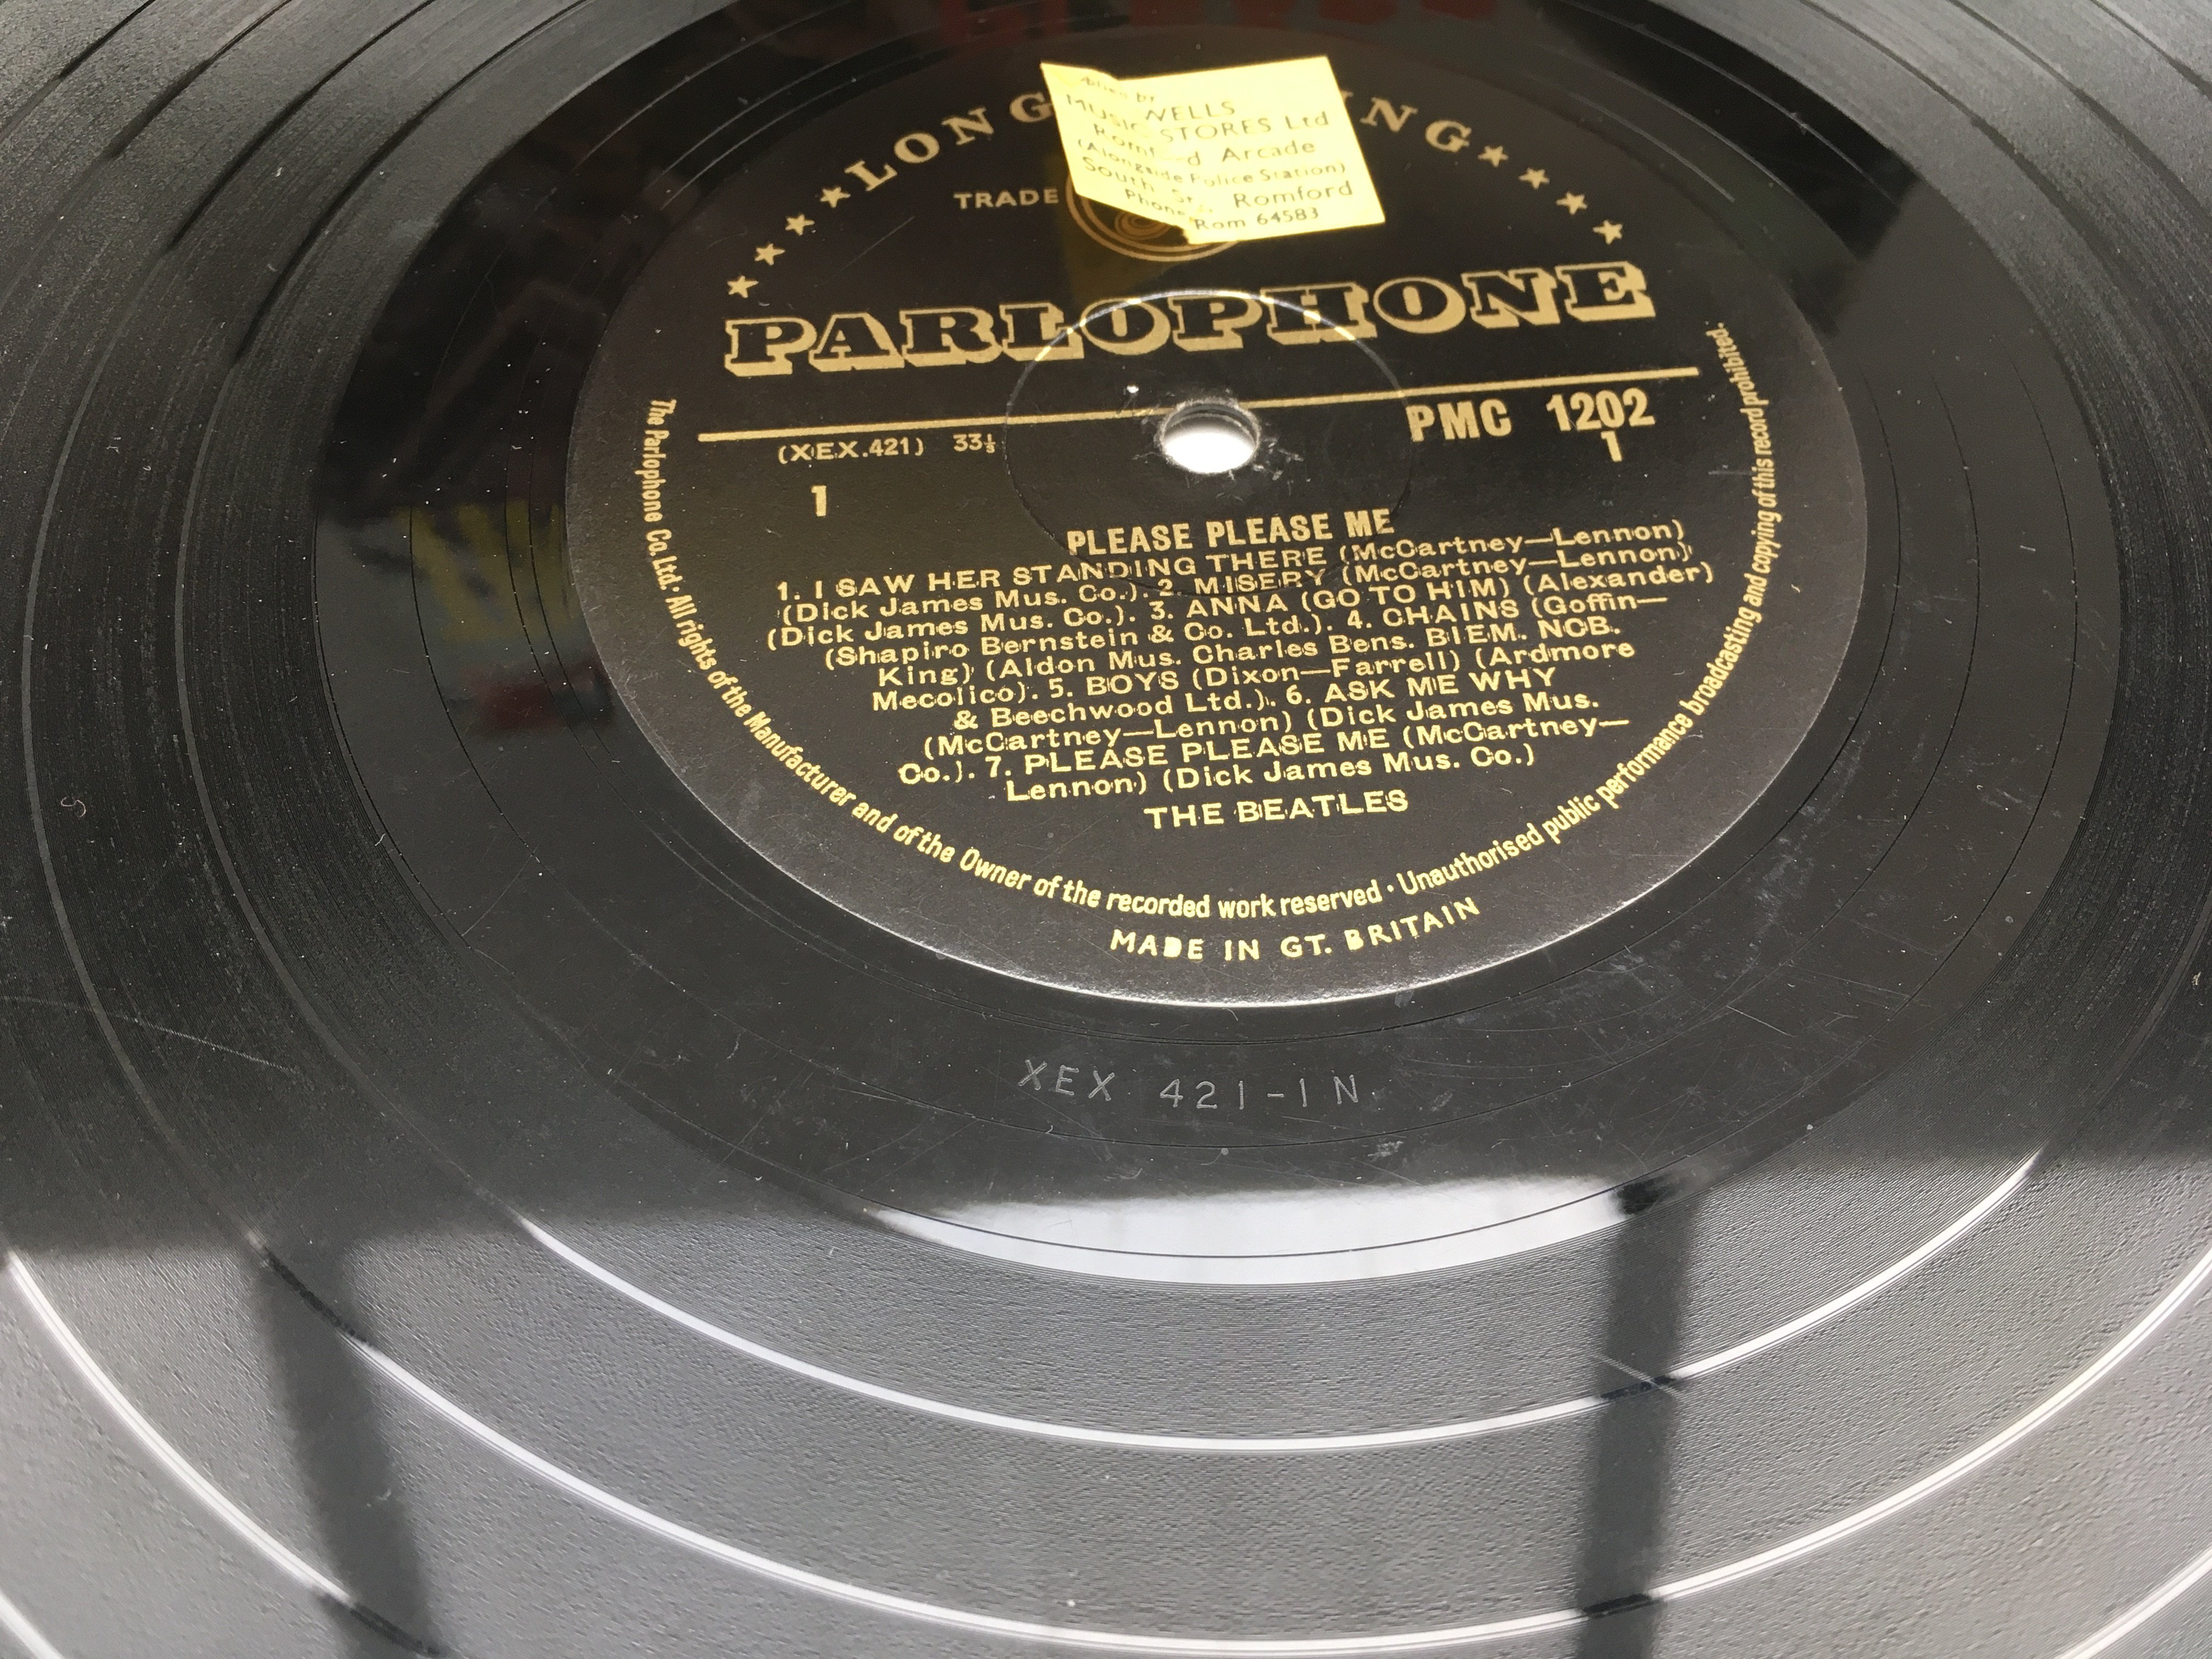 LONG
ING
WELLS
MUSIC STORES Ltd
d Arcade
(Alongside Police Station)
South Romford
Phone Rom 64583
TRADE
PARLOPHONE
(XEX.421) 33⅓
PMC 1202
1
1
PLEASE PLEASE ME
1. I SAW HER STANDING THERE (McCartney—Lennon)
(Dick James Mus. Co.). 2. MISERY (McCartney—Lennon)
(Dick James Mus. Co.). 3. ANNA (GO TO HIM) (Alexander)
(Shapiro Bernstein & Co. Ltd.). 4. CHAINS (Goffin—
King) (Aldon Mus. Charles Bens. BIEM. NCB.
Mecolico). 5. BOYS (Dixon—Farrell) (Ardmore
& Beechwood Ltd.). 6. ASK ME WHY
(McCartney—Lennon) (Dick James Mus.
Co.). 7. PLEASE PLEASE ME (McCartney—
Lennon) (Dick James Mus. Co.)
THE BEATLES
The Parlophone Co.Ltd· All rights of the Manufacturer and of the Owner of the recorded work reserved · Unauthorised public performance broadcasting and copying of this record prohibited.
MADE IN GT. BRITAIN
XEX 421-1N